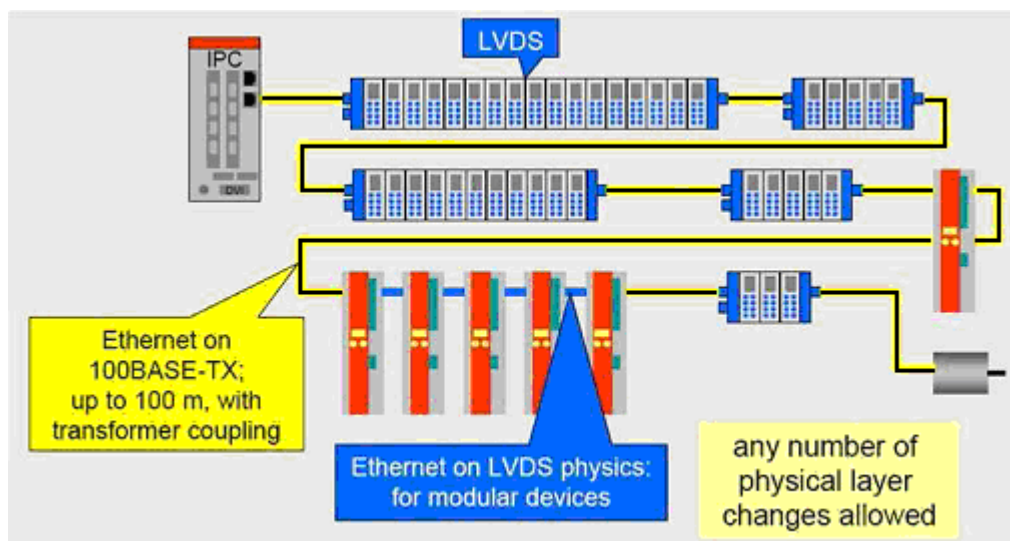 LVDS
IPC
DVI
Ethernet on
100BASE-TX;
up to 100 m, with
transformer coupling
Ethernet on LVDS physics:
for modular devices
any number of
physical layer
changes allowed